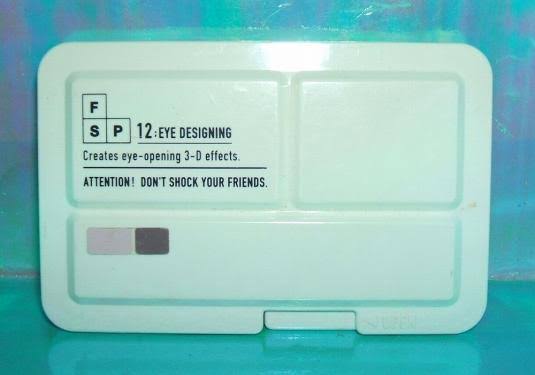 F
S P 12:EYE DESIGNING
Creates eye-opening 3-D effects.
ATTENTION! DON'T SHOCK YOUR FRIENDS.